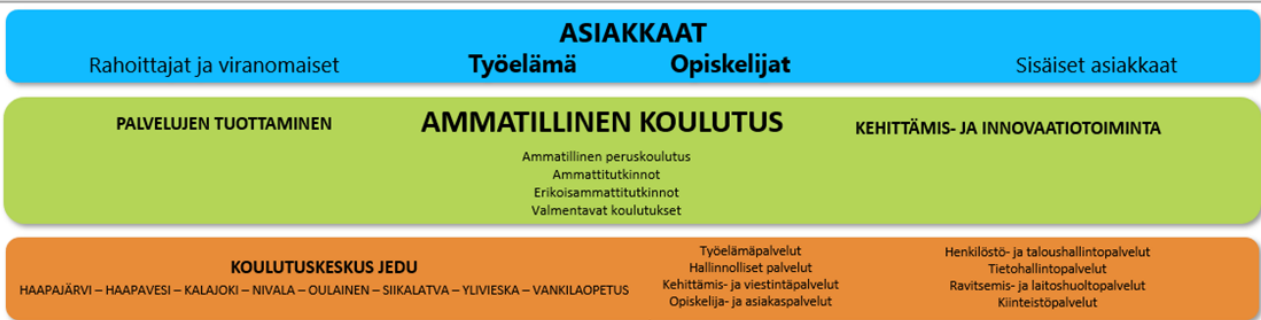 ASIAKKAAT
Rahoittajat ja viranomaiset Työelämä Opiskelijat Sisäiset asiakkaat
PALVELUJEN TUOTTAMINEN AMMATILLINEN KOULUTUS KEHITTÄMIS- JA INNOVAATIOTOIMINTA
Ammatillinen peruskoulutus
Ammattitutkinnot
Erikoisammattitutkinnot
Valmentavat koulutukset
KOULUTUSKESKUS JEDU
HAAPAJÄRVI – HAAPAVESI – KALAJOKI – NIVALA – OULAINEN – SIIKALATVA – YLIVIESKA – VANKILAOPETUS
Työelämäpalvelut
Hallinnolliset palvelut
Kehittämis- ja viestintäpalvelut
Opiskelija- ja asiakaspalvelut
Henkilöstö- ja taloushallintopalvelut
Tietohallintopalvelut
Ravitsemis- ja laitoshuoltopalvelut
Kiinteistöpalvelut